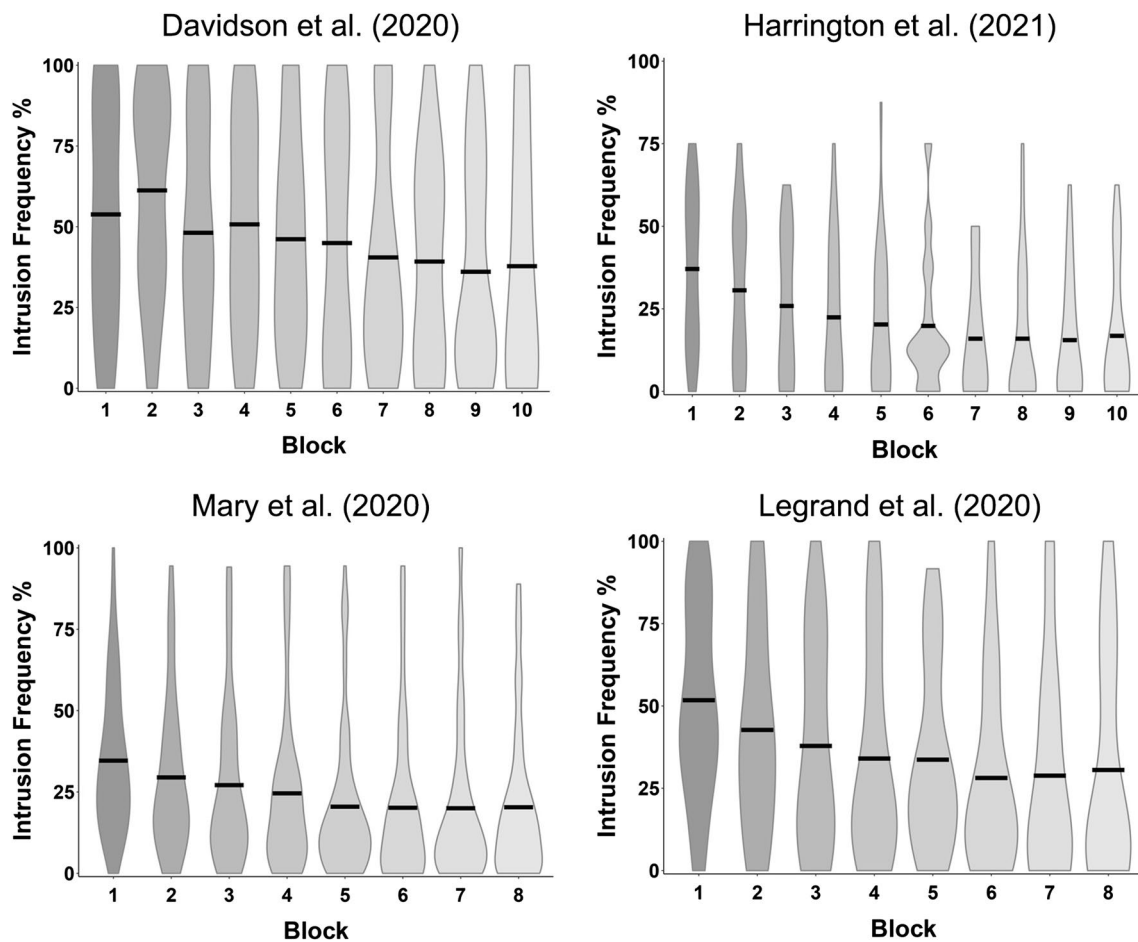 Davidson et al. (2020)
Intrusion Frequency %
100
75
50
25
0
1 2 3 4 5 6 7 8 9 10
Block
Harrington et al. (2021)
Intrusion Frequency %
100
75
50
25
0
1 2 3 4 5 6 7 8 9 10
Block
Mary et al. (2020)
Intrusion Frequency %
100
75
50
25
0
1 2 3 4 5 6 7 8
Block
Legrand et al. (2020)
Intrusion Frequency %
100
75
50
25
0
1 2 3 4 5 6 7 8
Block